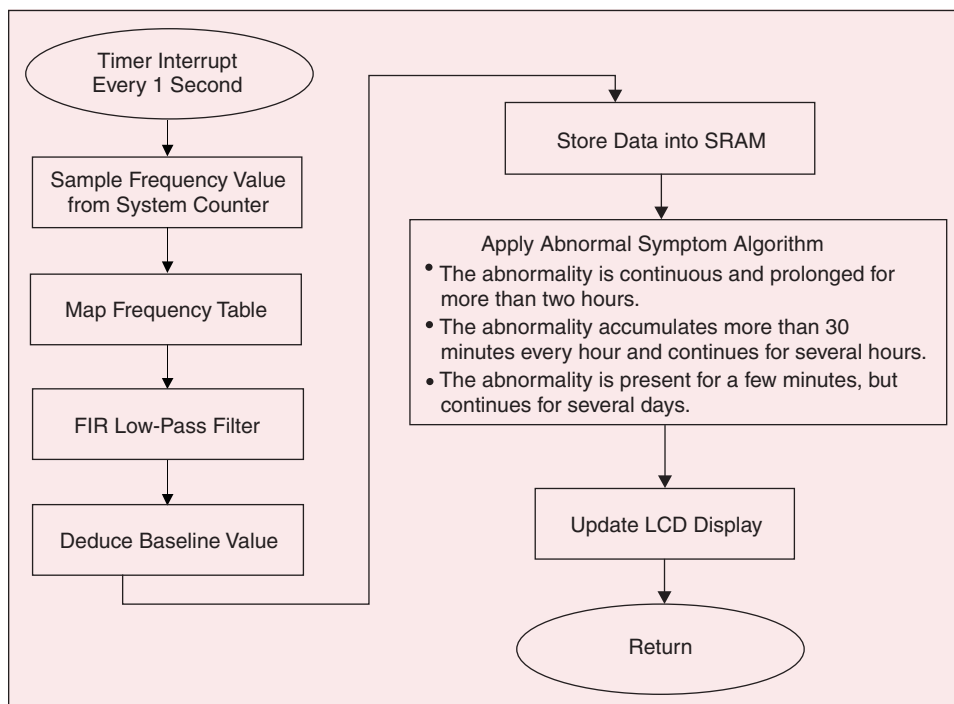 Timer Interrupt
Every 1 Second
Sample Frequency Value
from System Counter
Map Frequency Table
FIR Low-Pass Filter
Deduce Baseline Value
Store Data into SRAM
Apply Abnormal Symptom Algorithm
• The abnormality is continuous and prolonged for
more than two hours.
• The abnormality accumulates more than 30
minutes every hour and continues for several hours.
• The abnormality is present for a few minutes, but
continues for several days.
Update LCD Display
Return